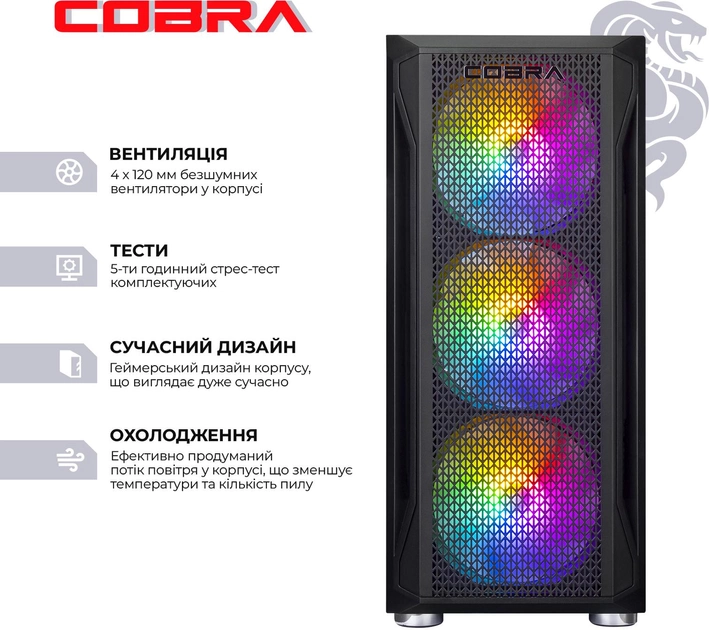 COBRA
COBRA
ВЕНТИЛЯЦІЯ
4 x 120 мм безшумних
вентилятори у корпусі
ТЕСТИ
5-ти годинний стрес-тест
комплектуючих
СУЧАСНИЙ ДИЗАЙН
Геймерський дизайн корпусу,
що виглядає дуже сучасно
ОХОЛОДЖЕННЯ
Ефективно продуманий
потік повітря у корпусі, що зменшує
температури та кількість пилу